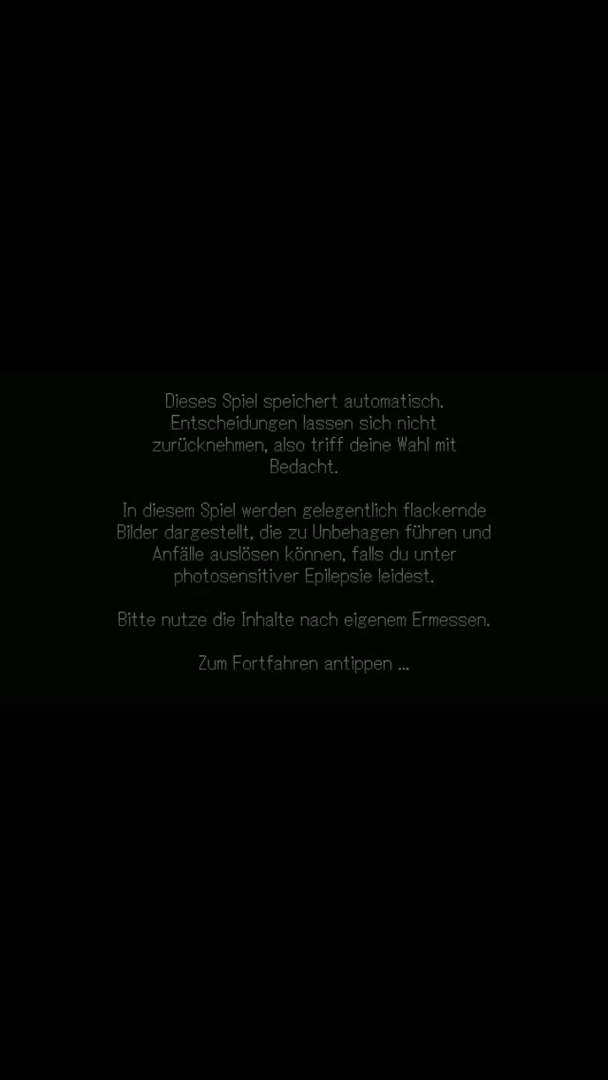 Dieses Spiel speichert automatisch.
Entscheidungen lassen sich nicht
zurücknehmen, also triff deine Wahl mit
Bedacht.
In diesem Spiel werden gelegentlich flackernde
Bilder dargestellt, die zu Unbehagen führen und
Anfälle auslösen können, falls du unter
photosensitiver Epilepsie leidest.
Bitte nutze die Inhalte nach eigenem Ermessen.
Zum Fortfahren antippen ...